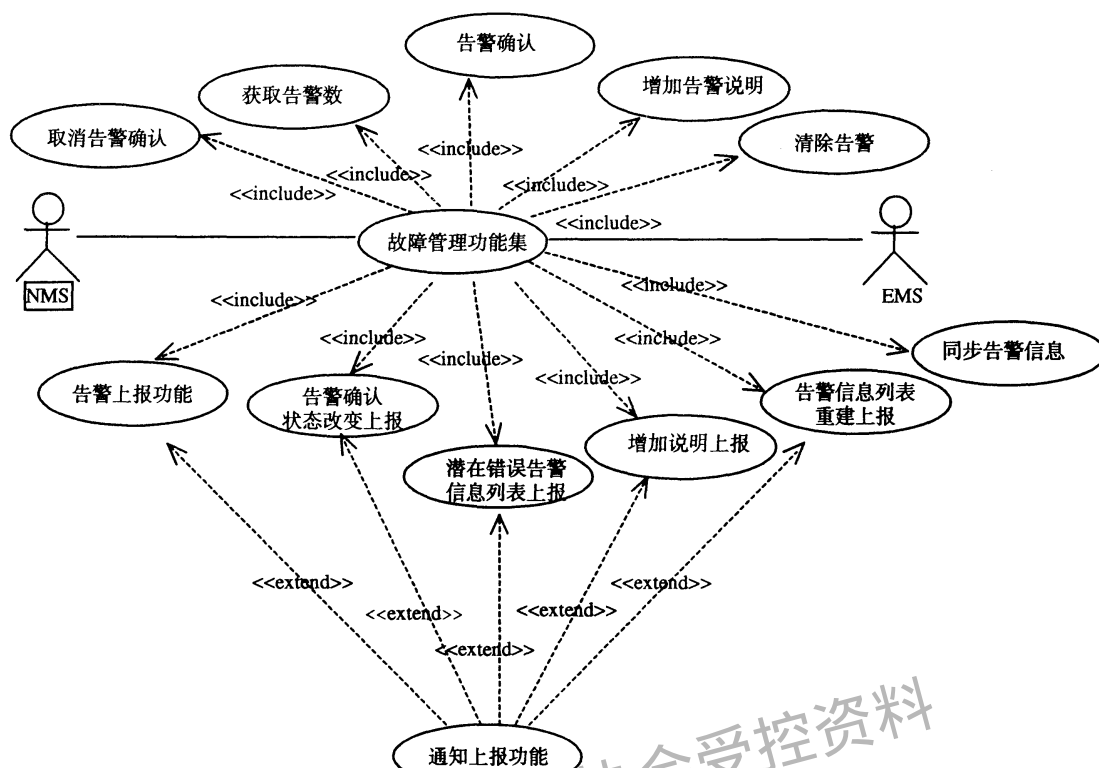 告警确认
获取告警数
增加告警说明
取消告警确认
清除告警
<<include>>
<<include>>
<<include>>
<<include>>
<<include>>
故障管理功能集
NMS
EMS
<<include>>
<<include>>
<<include>>
<<include>>
<<include>>
<<include>>
同步告警信息
告警上报功能
告警确认
状态改变上报
告警信息列表
重建上报
增加说明上报
潜在错误告警
信息列表上报
<<extend>>
<<extend>>
<<extend>>
<<extend>>
<<extend>>
通知上报功能
受控资料